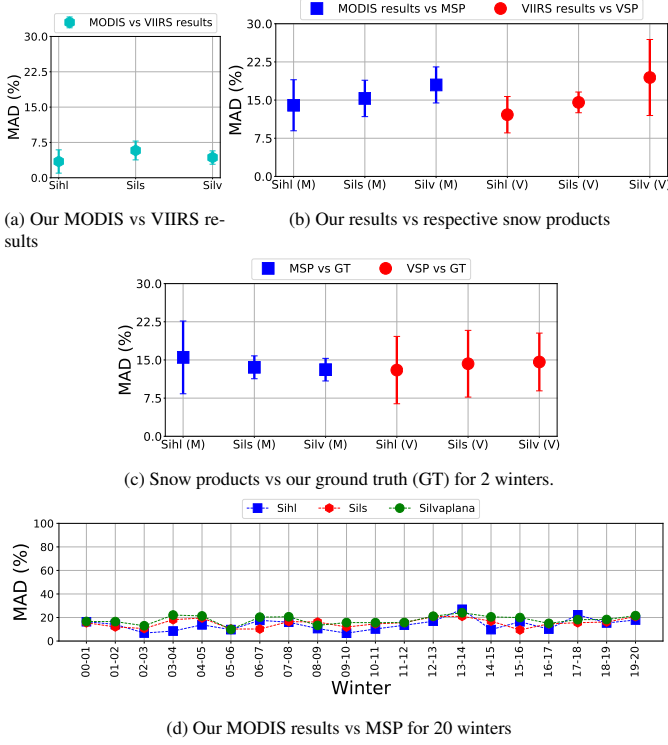 MODIS vs VIIRS results
MAD (%)
30.0
22.5
15.0
7.5
0.0
Sihl Sils Silv
(a) Our MODIS vs VIIRS re-
sults
MODIS results vs MSP VIIRS results vs VSP
MAD (%)
30.0
22.5
15.0
7.5
0.0
Sihl (M) Sils (M) Silv (M) Sihl (V) Sils (V) Silv (V)
(b) Our results vs respective snow products
MSP vs GT VSP vs GT
MAD (%)
30.0
22.5
15.0
7.5
0.0
Sihl (M) Sils (M) Silv (M) Sihl (V) Sils (V) Silv (V)
(c) Snow products vs our ground truth (GT) for 2 winters.
Sihl Sils Silvaplana
MAD (%)
100
80
60
40
20
0
00-01 01-02 02-03 03-04 04-05 05-06 06-07 07-08 08-09 09-10 10-11 11-12 12-13 13-14 14-15 15-16 16-17 17-18 18-19 19-20
Winter
(d) Our MODIS results vs MSP for 20 winters